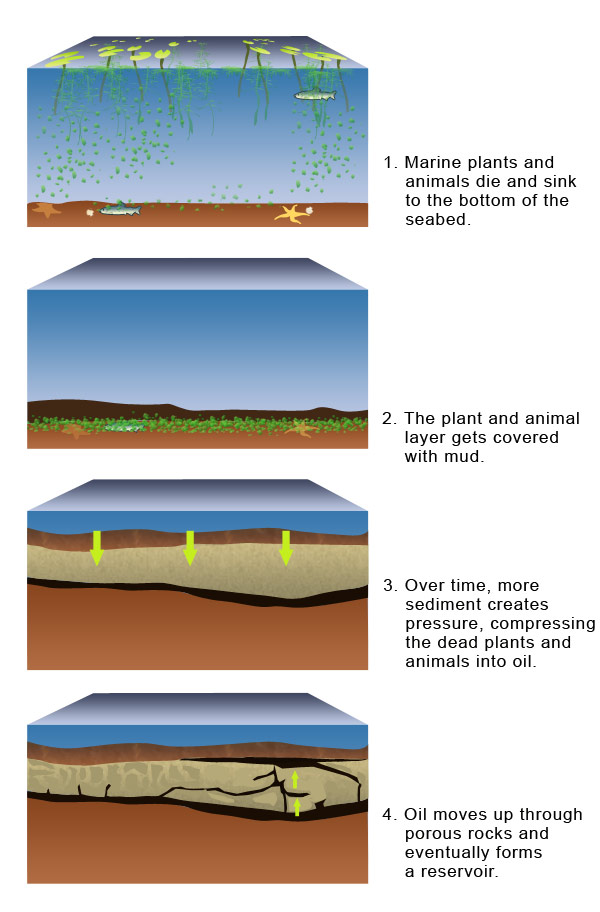 1. Marine plants and
animals die and sink
to the bottom of the
seabed.
2. The plant and animal
layer gets covered
with mud.
3. Over time, more
sediment creates
pressure, compressing
the dead plants and
animals into oil.
4. Oil moves up through
porous rocks and
eventually forms
a reservoir.